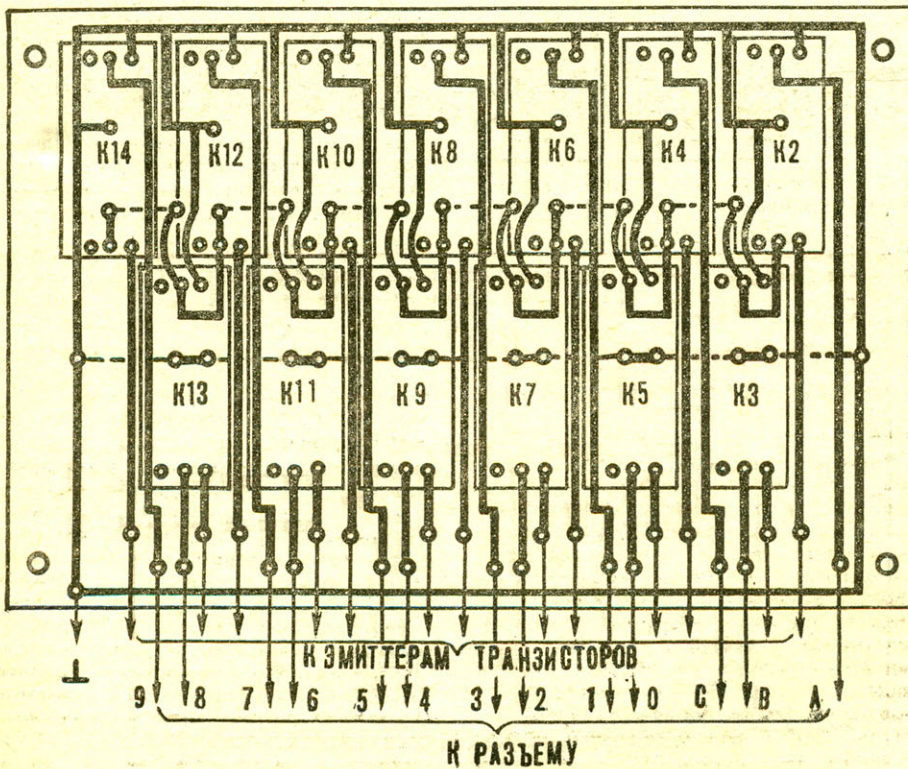 К14 К12 К10 К8 К6 К4 К2
К13 К11 К9 К7 К5 К3
К ЭМИТТЕРАМ ТРАНЗИСТОРОВ
9 8 7 6 5 4 3 2 1 0 С В А
К РАЗЪЕМУ